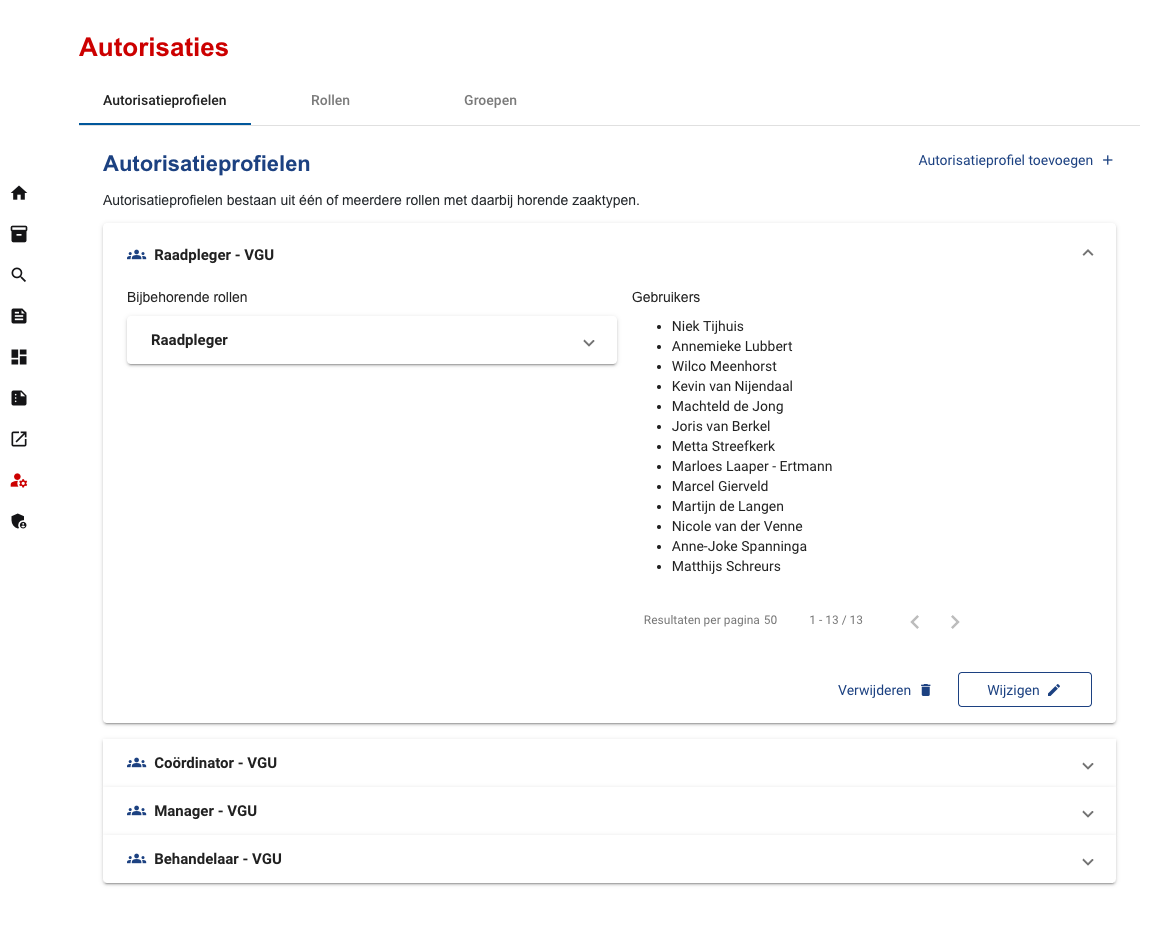 Autorisaties
Autorisatieprofielen
Rollen
Groepen
Autorisatieprofielen
Autorisatieprofiel toevoegen +
Autorisatieprofielen bestaan uit één of meerdere rollen met daarbij horende zaaktypen.
Raadpleger - VGU
Bijbehorende rollen
Raadpleger
Gebruikers
• Niek Tijhuis
• Annemieke Lubbert
• Wilco Meenhorst
• Kevin van Nijendaal
• Machteld de Jong
• Joris van Berkel
• Metta Streefkerk
• Marloes Laaper - Ertmann
• Marcel Gierveld
• Martijn de Langen
• Nicole van der Venne
• Anne-Joke Spanninga
• Matthijs Schreurs
Resultaten per pagina 50
1 - 13 / 13
Verwijderen
Wijzigen
Coördinator - VGU
Manager - VGU
Behandelaar - VGU